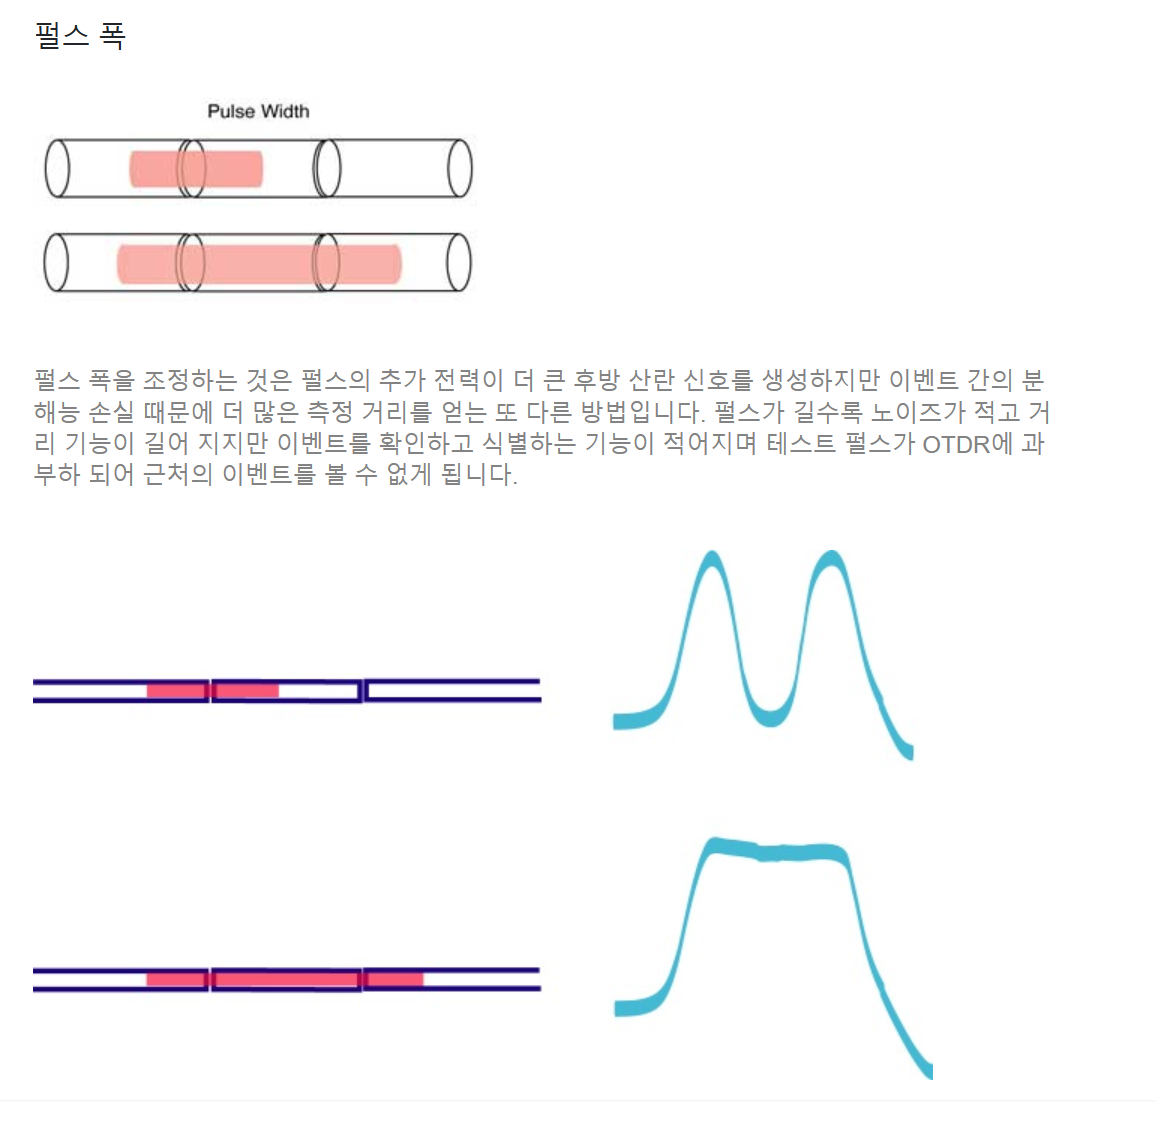 펄스 폭
Pulse Width
펄스 폭을 조정하는 것은 펄스의 추가 전력이 더 큰 후방 산란 신호를 생성하지만 이벤트 간의 분
해능 손실 때문에 더 많은 측정 거리를 얻는 또 다른 방법입니다. 펄스가 길수록 노이즈가 적고 거
리 기능이 길어 지지만 이벤트를 확인하고 식별하는 기능이 적어지며 테스트 펄스가 OTDR에 과
부하 되어 근처의 이벤트를 볼 수 없게 됩니다.